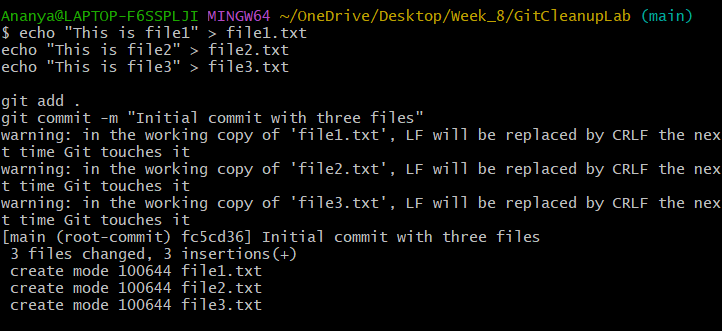 Ananya@LAPTOP-F6SSPLJI MINGW64 ~/OneDrive/Desktop/Week_8/GitCleanupLab (main)
$ echo "This is file1" > file1.txt
echo "This is file2" > file2.txt
echo "This is file3" > file3.txt

git add .
git commit -m "Initial commit with three files"
warning: in the working copy of 'file1.txt', LF will be replaced by CRLF the nex
t time Git touches it
warning: in the working copy of 'file2.txt', LF will be replaced by CRLF the nex
t time Git touches it
warning: in the working copy of 'file3.txt', LF will be replaced by CRLF the nex
t time Git touches it
[main (root-commit) fc5cd36] Initial commit with three files
 3 files changed, 3 insertions(+)
 create mode 100644 file1.txt
 create mode 100644 file2.txt
 create mode 100644 file3.txt